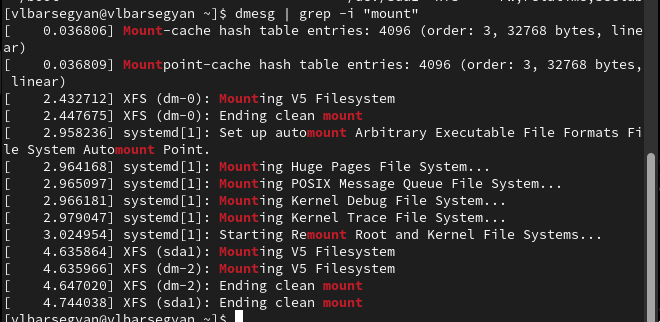 [vlbarsegyan@vlbarsegyan ~]$ dmesg | grep -i "mount"
[    0.036806] Mount-cache hash table entries: 4096 (order: 3, 32768 bytes, line
ar)
[    0.036809] Mountpoint-cache hash table entries: 4096 (order: 3, 32768 bytes,
 linear)
[    2.432712] XFS (dm-0): Mounting V5 Filesystem
[    2.447675] XFS (dm-0): Ending clean mount
[    2.958236] systemd[1]: Set up automount Arbitrary Executable File Formats Fi
le System Automount Point.
[    2.964168] systemd[1]: Mounting Huge Pages File System...
[    2.965097] systemd[1]: Mounting POSIX Message Queue File System...
[    2.966181] systemd[1]: Mounting Kernel Debug File System...
[    2.979047] systemd[1]: Mounting Kernel Trace File System...
[    3.024954] systemd[1]: Starting Remount Root and Kernel File Systems...
[    4.635864] XFS (sda1): Mounting V5 Filesystem
[    4.635966] XFS (dm-2): Mounting V5 Filesystem
[    4.647020] XFS (dm-2): Ending clean mount
[    4.744038] XFS (sda1): Ending clean mount
[vlbarsegyan@vlbarsegyan ~]$